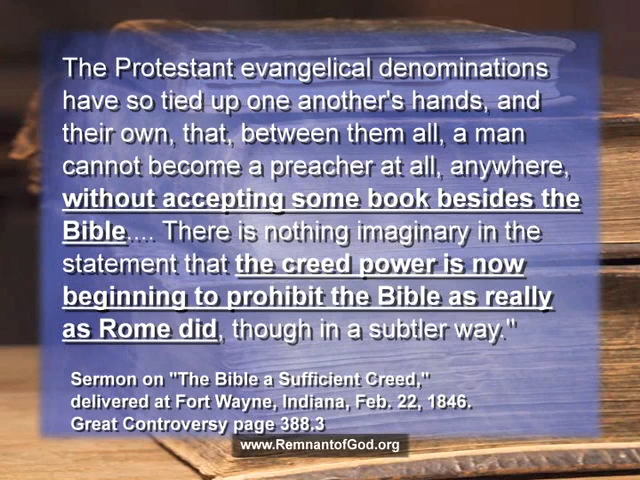 The Protestant evangelical denominations
have so tied up one another's hands, and
their own, that, between them all, a man
cannot become a preacher at all, anywhere,
without accepting some book besides the
Bible.... There is nothing imaginary in the
statement that the creed power is now
beginning to prohibit the Bible as really
as Rome did, though in a subtler way."
Sermon on "The Bible a Sufficient Creed,"
delivered at Fort Wayne, Indiana, Feb. 22, 1846.
Great Controversy page 388.3
www.RemnantofGod.org